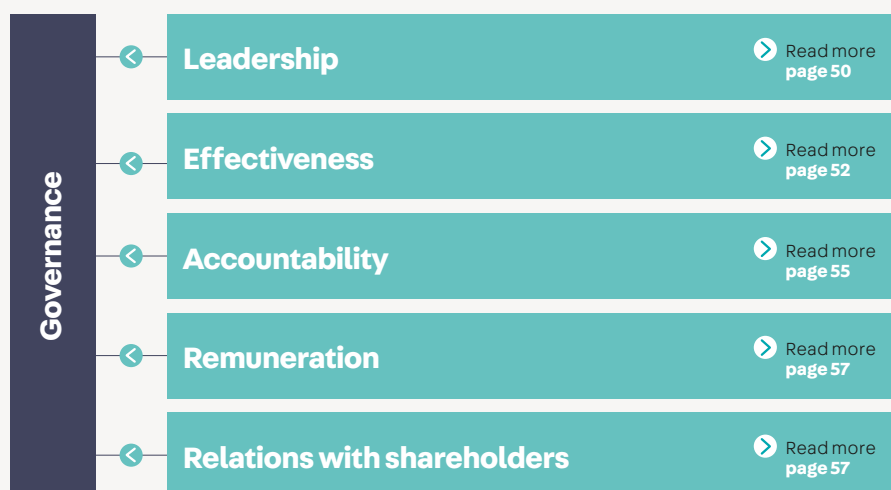 Governance
Leadership
Read more
page 50
Effectiveness
Read more
page 52
Accountability
Read more
page 55
Remuneration
Read more
page 57
Relations with shareholders
Read more
page 57